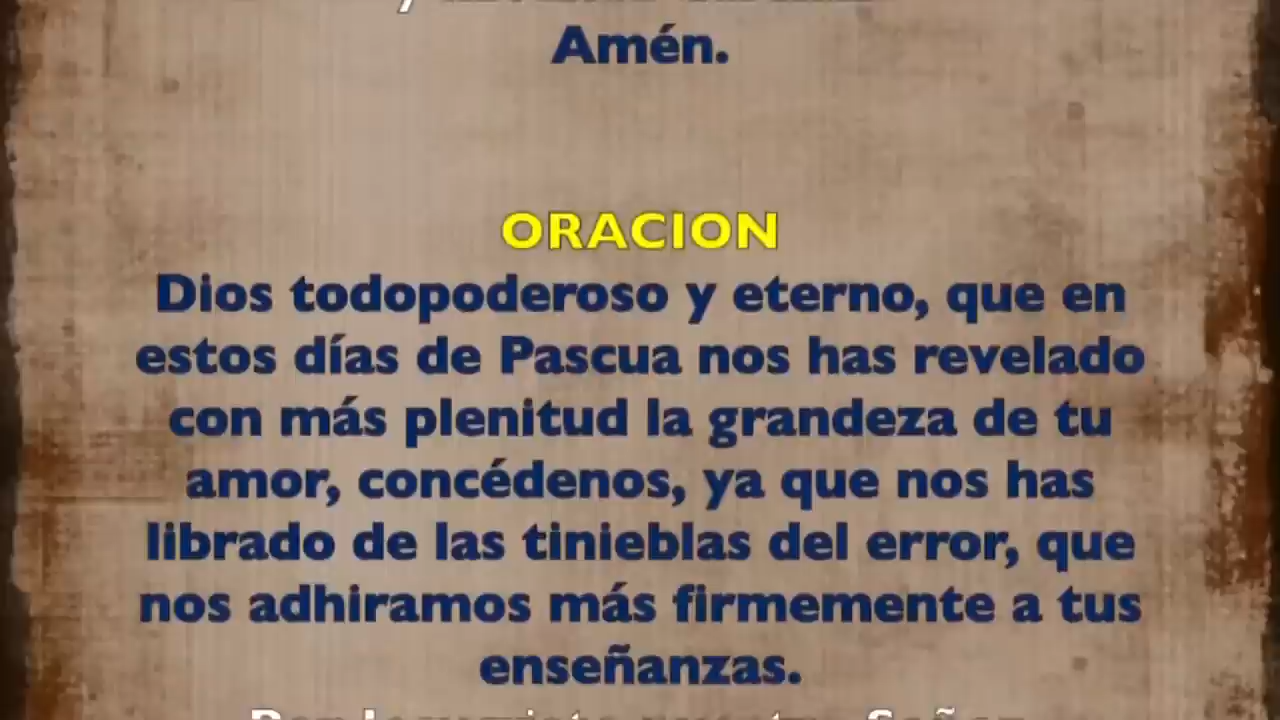 Amén.
ORACION
Dios todopoderoso y eterno, que en
estos días de Pascua nos has revelado
con más plenitud la grandeza de tu
amor, concédenos, ya que nos has
librado de las tinieblas del error, que
nos adhiramos más firmemente a tus
enseñanzas.